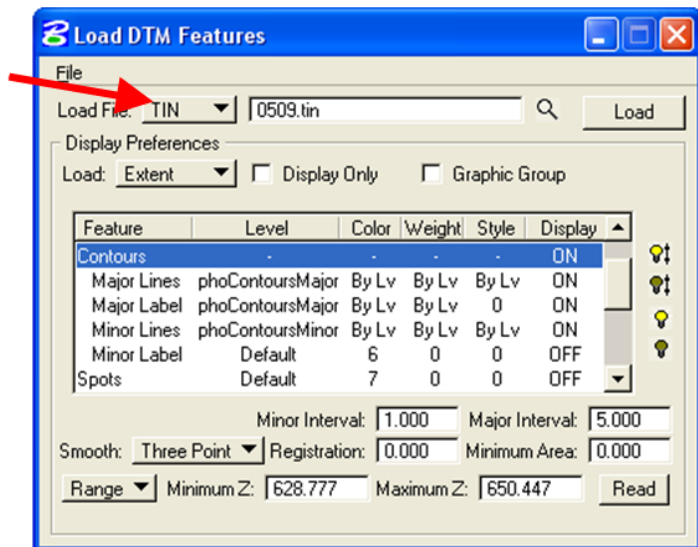 Load DTM Features
File
Load File: TIN 0509.tin Load
Display Preferences
Load: Extent Display Only Graphic Group
Feature Level Color Weight Style Display
Contours - - - - ON
Major Lines phoContoursMajor By Lv By Lv By Lv ON
Major Label phoContoursMajor By Lv By Lv 0 ON
Minor Lines phoContoursMinor By Lv By Lv By Lv ON
Minor Label Default 6 0 0 OFF
Spots Default 7 0 0 OFF
Minor Interval: 1.000 Major Interval: 5.000
Smooth: Three Point Registration: 0.000 Minimum Area: 0.000
Range Minimum Z: 628.777 Maximum Z: 650.447 Read